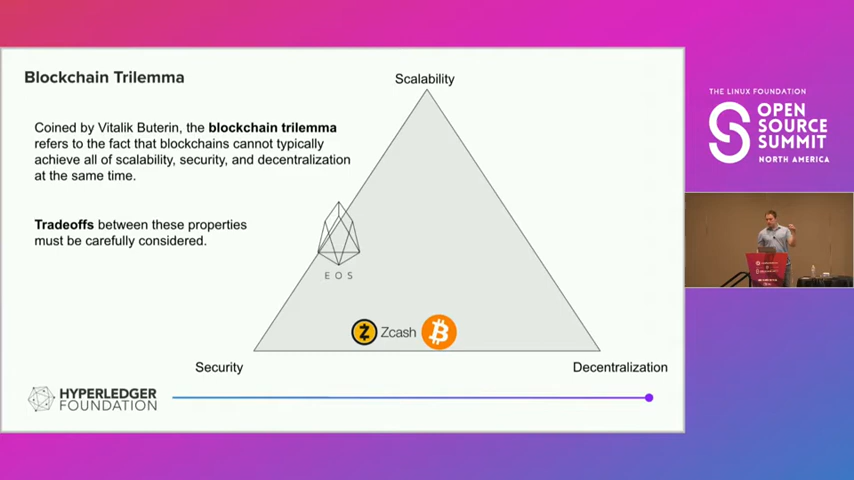 Blockchain Trilemma
Scalability
Coined by Vitalik Buterin, the blockchain trilemma
refers to the fact that blockchains cannot typically
achieve all of scalability, security, and decentralization
at the same time.
Tradeoffs between these properties
must be carefully considered.
EOS
Zcash
Security
Decentralization
HYPERLEDGER
FOUNDATION
THE LINUX FOUNDATION
OPEN
SOURCE
SUMMIT
NORTH AMERICA